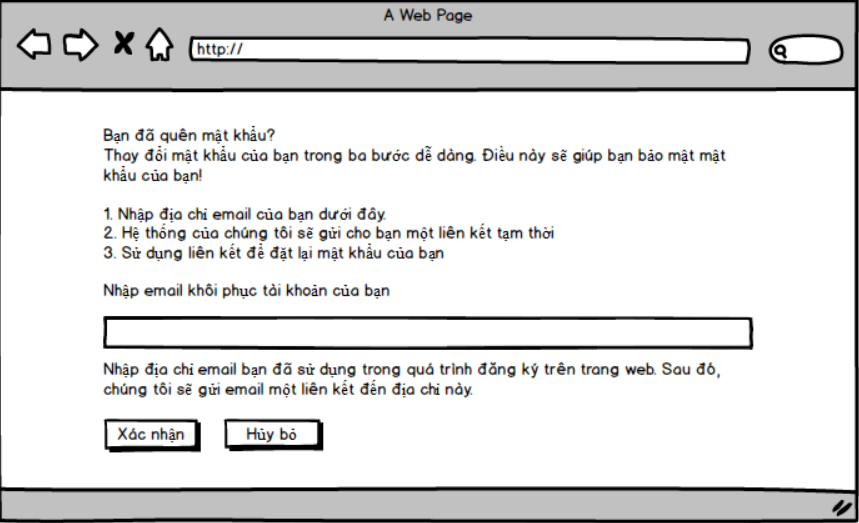 A Web Page
http://
Bạn đã quên mật khẩu?
Thay đổi mật khẩu của bạn trong ba bước dễ dàng. Điều này sẽ giúp bạn bảo mật mật
khẩu của bạn!
1. Nhập địa chỉ email của bạn dưới đây.
2. Hệ thống của chúng tôi sẽ gửi cho bạn một liên kết tạm thời
3. Sử dụng liên kết để đặt lại mật khẩu của bạn
Nhập email khôi phục tài khoản của bạn
Nhập địa chỉ email bạn đã sử dụng trong quá trình đăng ký trên trang web. Sau đó,
chúng tôi sẽ gửi email một liên kết đến địa chỉ này.
Xác nhận
Hủy bỏ